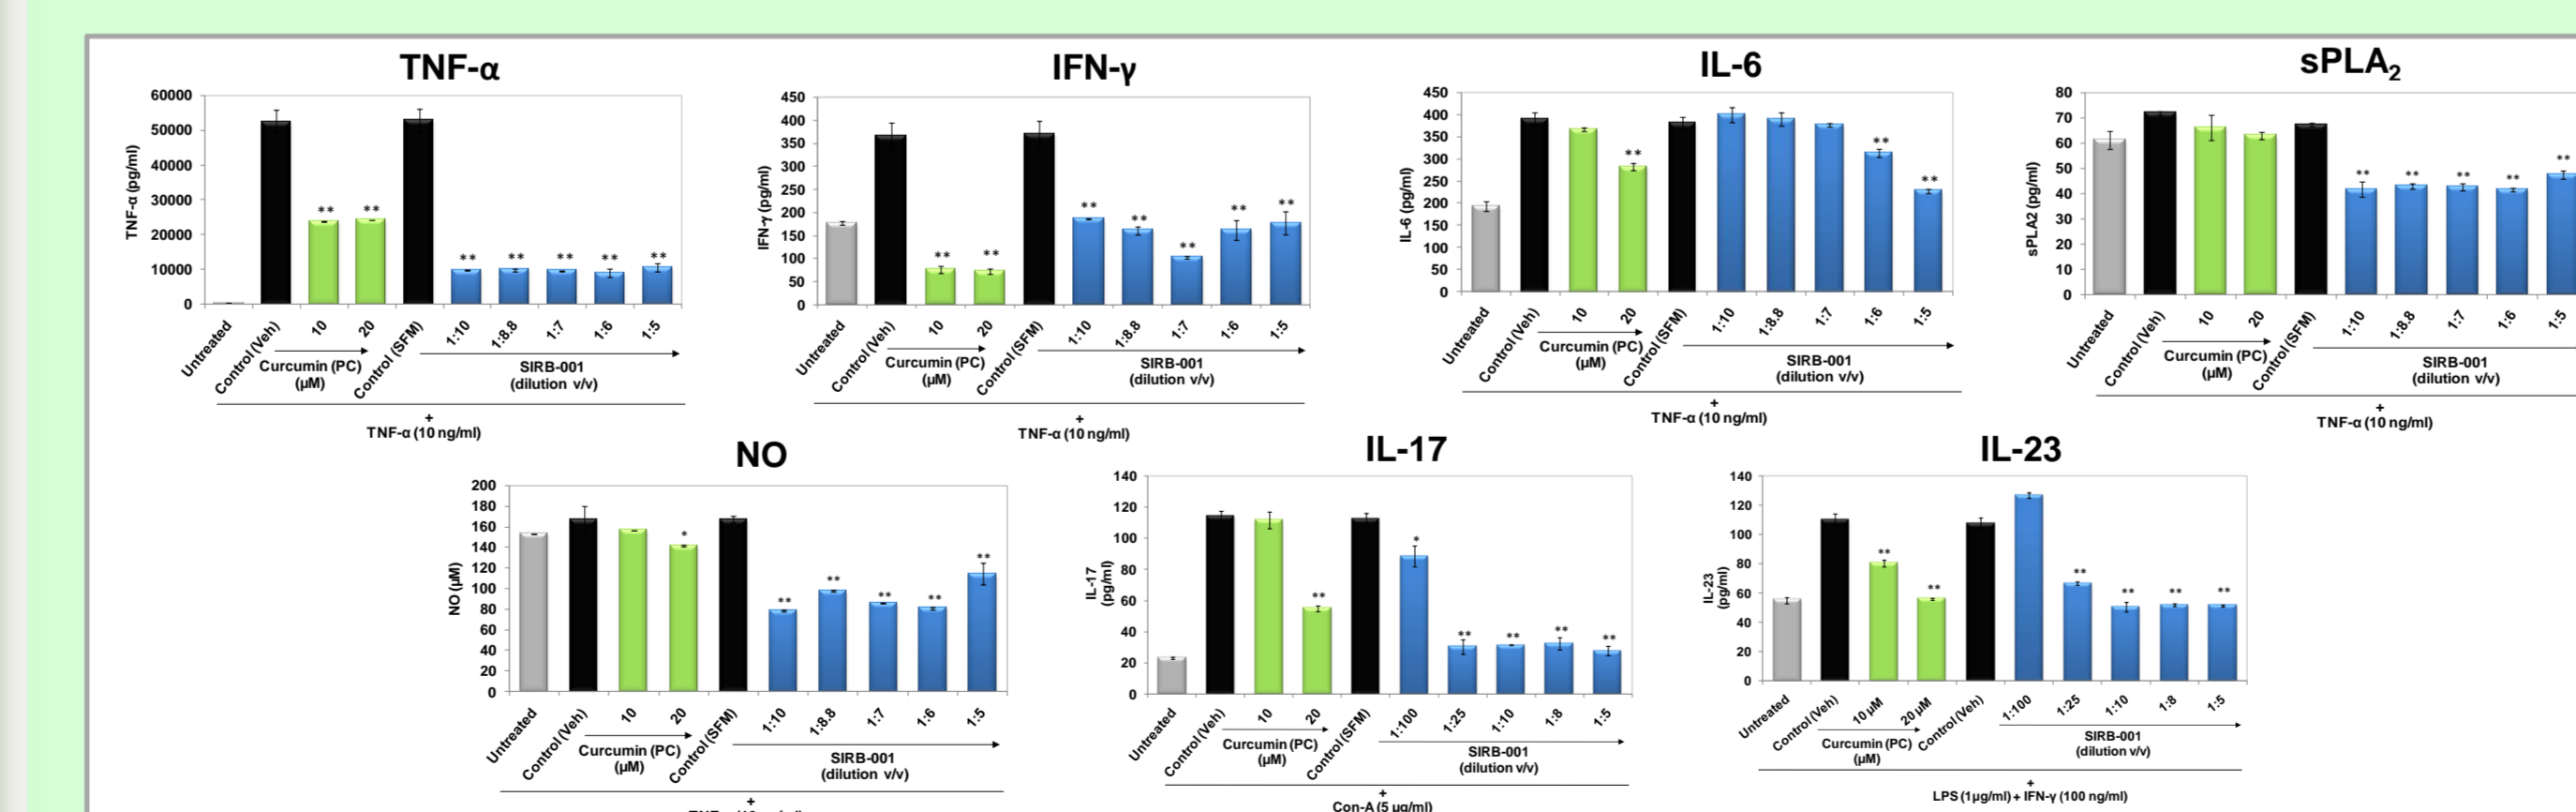 TNF-α
60000
50000
40000
30000
20000
10000
0
TNF-α (pg/ml)
** ** ** ** ** ** **
Untreated
Control (Veh)
10
20
Control (SFM)
1:10
1:8.8
1:7
1:6
1:5
Curcumin (PC)
(µM)
SIRB-001
(dilution v/v)
+
TNF-α (10 ng/ml)
IFN-γ
450
400
350
300
250
200
150
100
50
0
IFN-γ (pg/ml)
** ** ** ** ** ** **
Untreated
Control (Veh)
10
20
Control (SFM)
1:10
1:8.8
1:7
1:6
1:5
Curcumin (PC)
(µM)
SIRB-001
(dilution v/v)
+
TNF-α (10 ng/ml)
IL-6
450
400
350
300
250
200
150
100
50
0
IL-6 (pg/ml)
** ** **
Untreated
Control (Veh)
10
20
Control (SFM)
1:10
1:8.8
1:7
1:6
1:5
Curcumin (PC)
(µM)
SIRB-001
(dilution v/v)
+
TNF-α (10 ng/ml)
sPLA₂
80
70
60
50
40
30
20
10
0
sPLA2 (pg/ml)
** ** ** ** **
Untreated
Control (Veh)
10
20
Control (SFM)
1:10
1:8.8
1:7
1:6
1:5
Curcumin (PC)
(µM)
SIRB-001
(dilution v/v)
+
TNF-α (10 ng/ml)
NO
200
180
160
140
120
100
80
60
40
20
0
NO (µM)
* ** ** ** ** **
Untreated
Control (Veh)
10
20
Control (SFM)
1:10
1:8.8
1:7
1:6
1:5
Curcumin (PC)
(µM)
SIRB-001
(dilution v/v)
+
IL-17
140
120
100
80
60
40
20
0
IL-17
(pg/ml)
** * ** ** ** **
Untreated
Control (Veh)
10
20
Control (SFM)
1:100
1:25
1:10
1:8
1:5
Curcumin (PC)
(µM)
SIRB-001
(dilution v/v)
+
Con-A (5 µg/ml)
IL-23
140
120
100
80
60
40
20
0
IL-23
(pg/ml)
** ** ** ** ** **
Untreated
Control (Veh)
10 µM
20 µM
Control (Veh)
1:100
1:25
1:10
1:8
1:5
Curcumin (PC)
(µM)
SIRB-001
(dilution v/v)
+
LPS (1µg/ml) + IFN-γ (100 ng/ml)